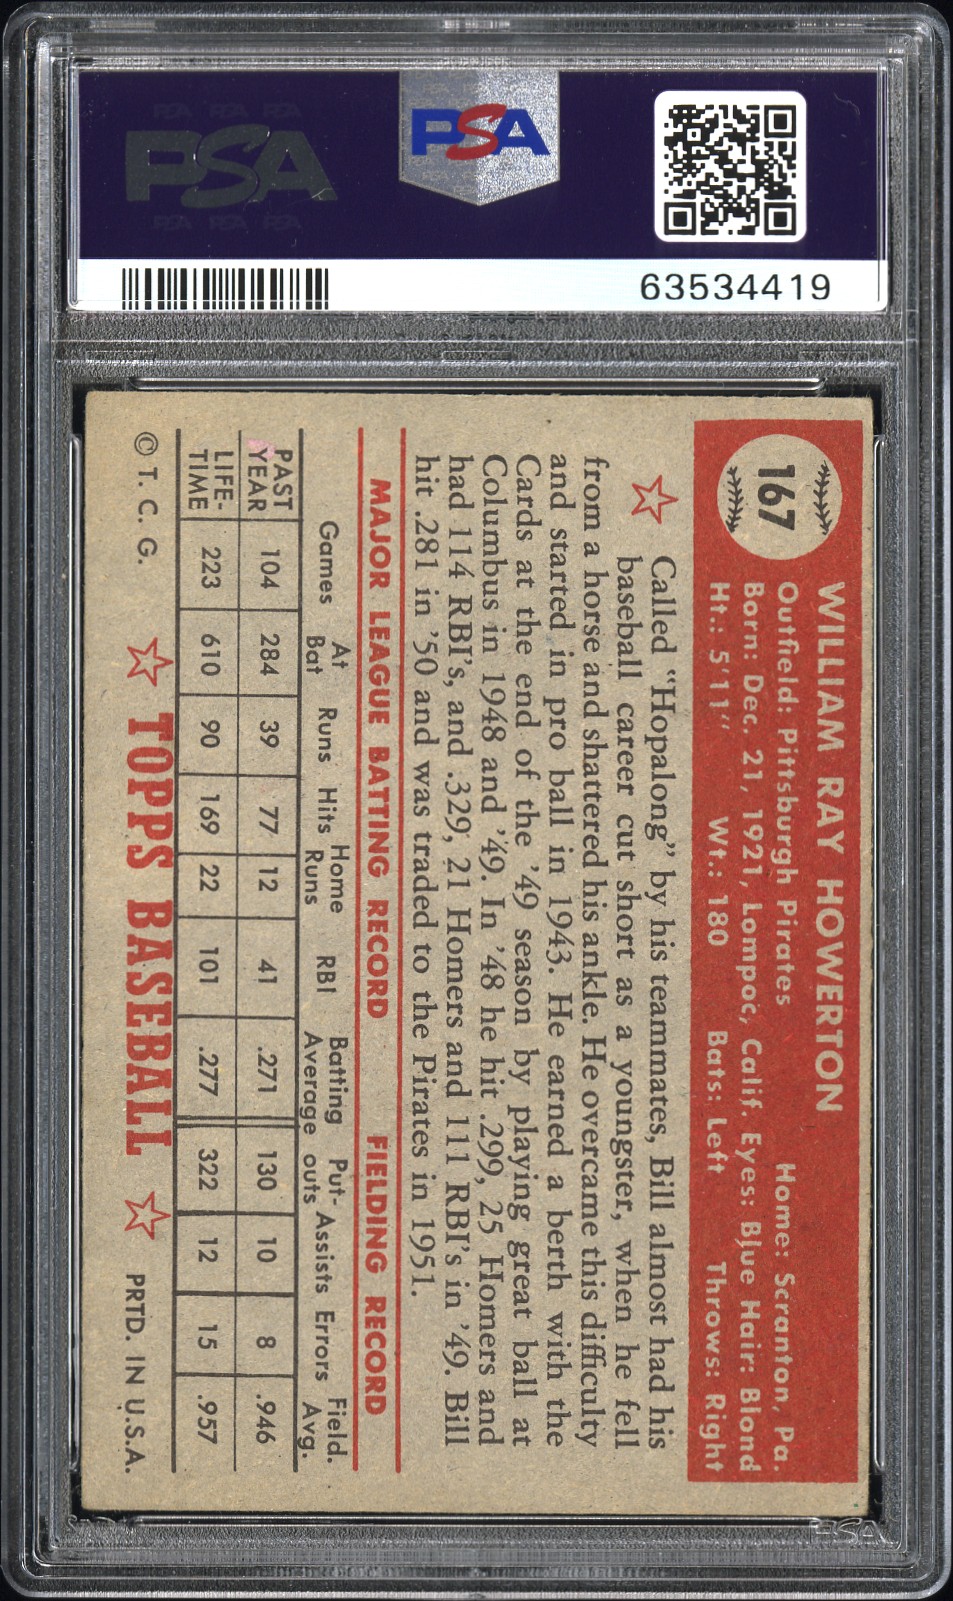 PSA
PSA
63534419
167
WILLIAM RAY HOWERTON
Outfield: Pittsburgh Pirates Home: Scranton, Pa.
Born: Dec. 21, 1921, Lompoc, Calif. Eyes: Blue Hair: Blond
Ht.: 5'11" Wt.: 180 Bats: Left Throws: Right
Called "Hopalong" by his teammates, Bill almost had his
baseball career cut short as a youngster, when he fell
from a horse and shattered his ankle. He overcame this difficulty
and started in pro ball in 1943. He earned a berth with the
Cards at the end of the '49 season by playing great ball at
Columbus in 1948 and '49. In '48 he hit .299, 25 Homers and
had 114 RBI's, and .329, 21 Homers and 111 RBI's in '49. Bill
hit .281 in '50 and was traded to the Pirates in 1951.
MAJOR LEAGUE BATTING RECORD FIELDING RECORD
Games At Bat Runs Hits Home Runs RBI Batting Average Put-outs Assists Errors Field. Avg.
PAST YEAR 104 284 39 77 12 41 .271 130 10 8 .946
LIFE-TIME 223 610 90 169 22 101 .277 322 12 15 .957
© T. C. G. TOPPS BASEBALL PRTD. IN U.S.A.
PSA